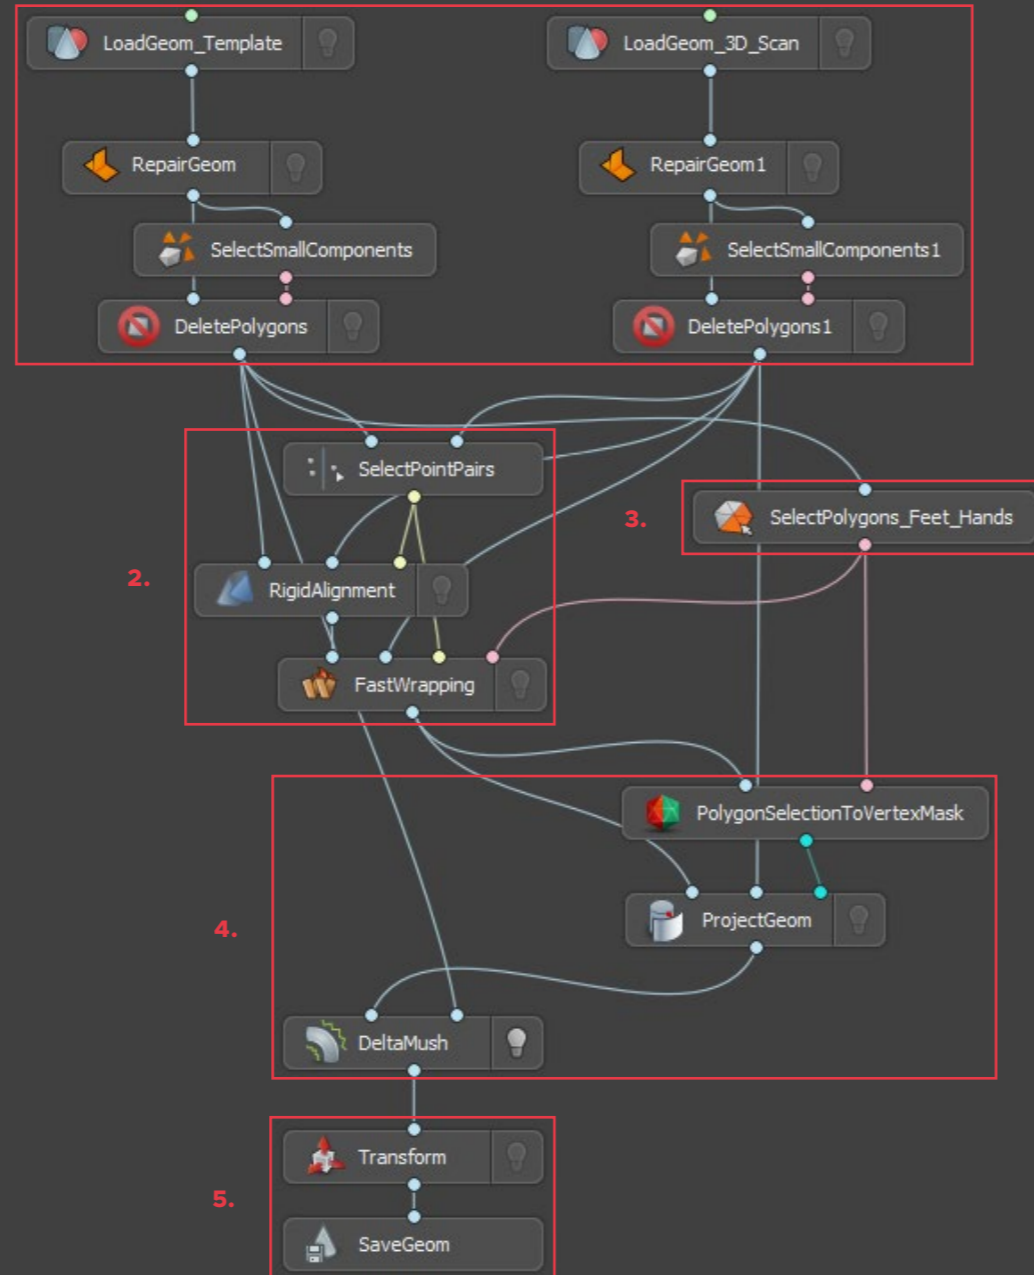 LoadGeom_Template
LoadGeom_3D_Scan
RepairGeom
RepairGeom1
SelectSmallComponents
SelectSmallComponents1
DeletePolygons
DeletePolygons1
SelectPointPairs
3.
SelectPolygons_Feet_Hands
2.
RigidAlignment
FastWrapping
PolygonSelectionToVertexMask
4.
ProjectGeom
DeltaMush
Transform
5.
SaveGeom